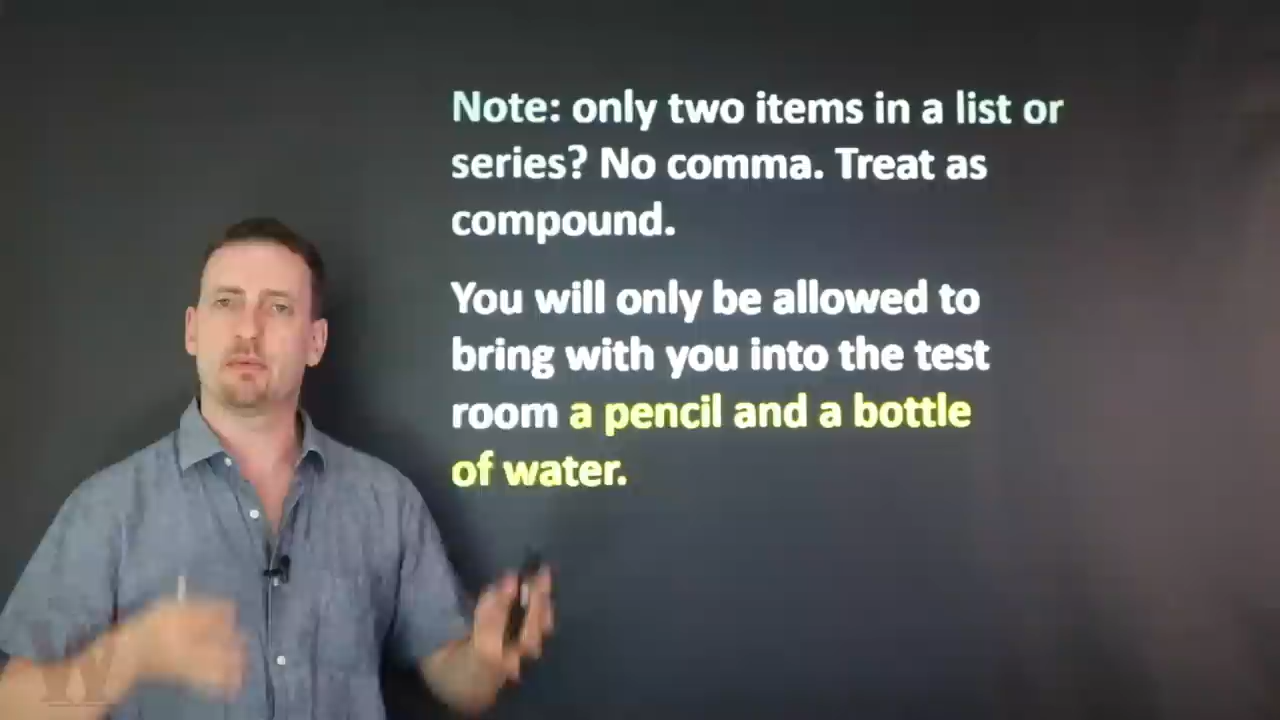 Note: only two items in a list or
series? No comma. Treat as
compound.
You will only be allowed to
bring with you into the test
room a pencil and a bottle
of water.
W